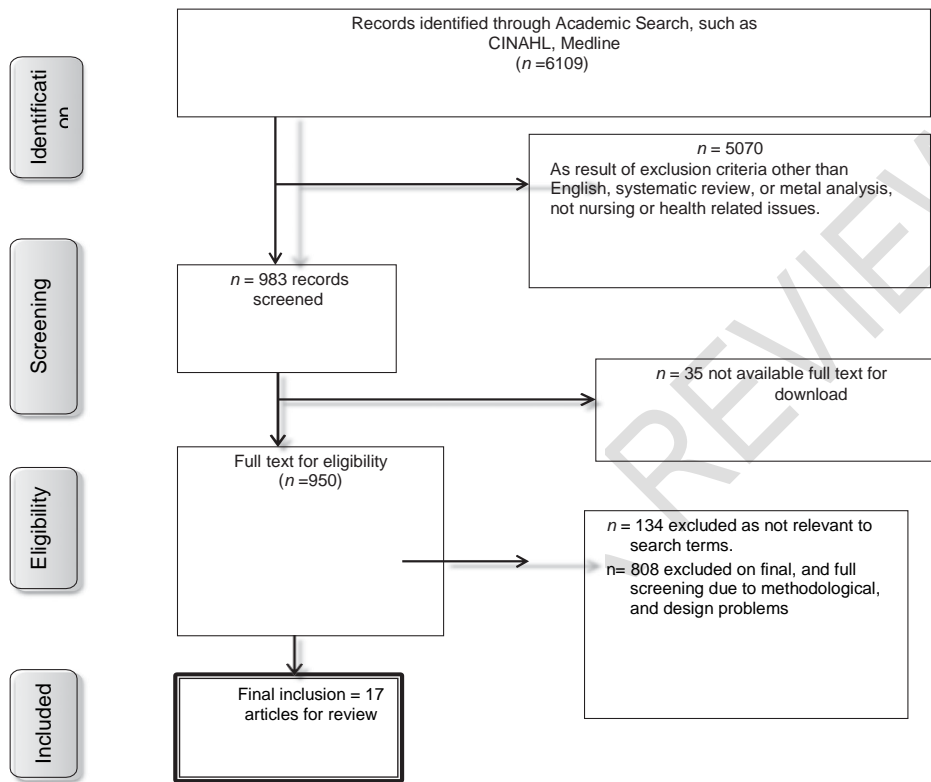 Records identified through Academic Search, such as
CINAHL, Medline
(n =6109)
Identificati
on
n = 5070
As result of exclusion criteria other than
English, systematic review, or metal analysis,
not nursing or health related issues.
n = 983 records
screened
Screening
n = 35 not available full text for
download
Full text for eligibility
(n =950)
Eligibility
n = 134 excluded as not relevant to
search terms.
n= 808 excluded on final, and full
screening due to methodological,
and design problems
Final inclusion = 17
articles for review
Included
REVIEW